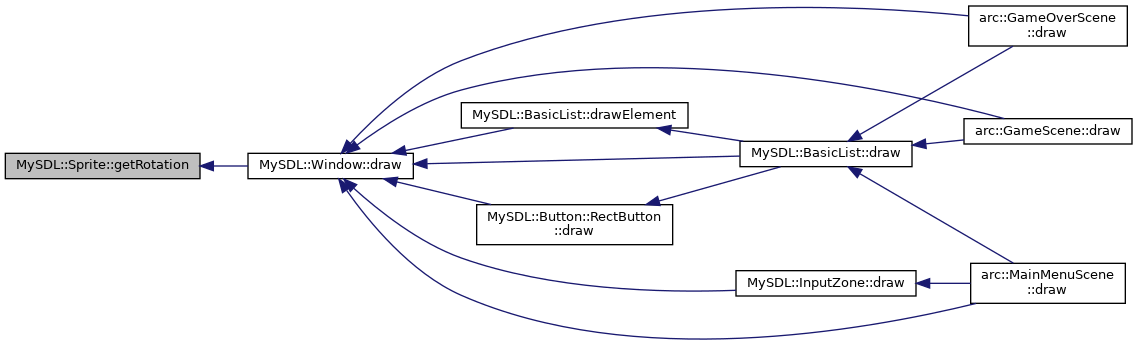 MySDL::Sprite::getRotation
MySDL::Window::draw
MySDL::BasicList::drawElement
MySDL::Button::RectButton
::draw
MySDL::BasicList::draw
MySDL::InputZone::draw
arc::GameOverScene
::draw
arc::GameScene::draw
arc::MainMenuScene
::draw